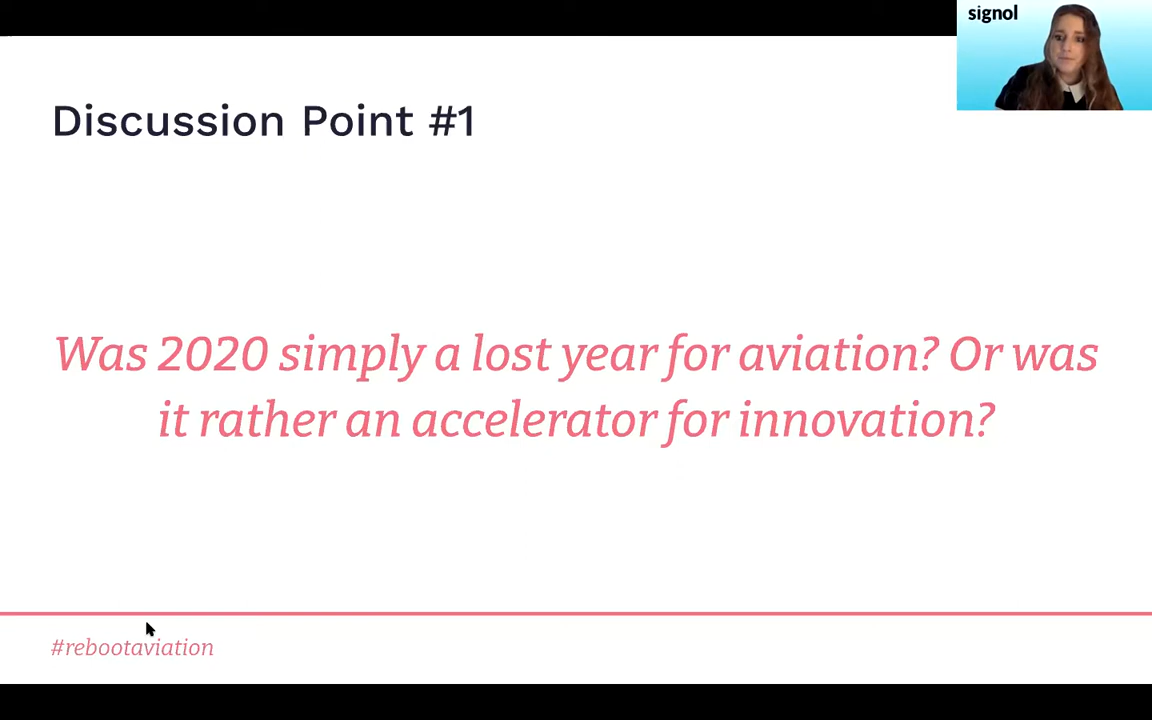 signol
Discussion Point #1
Was 2020 simply a lost year for aviation? Or was
it rather an accelerator for innovation?
#rebootaviation